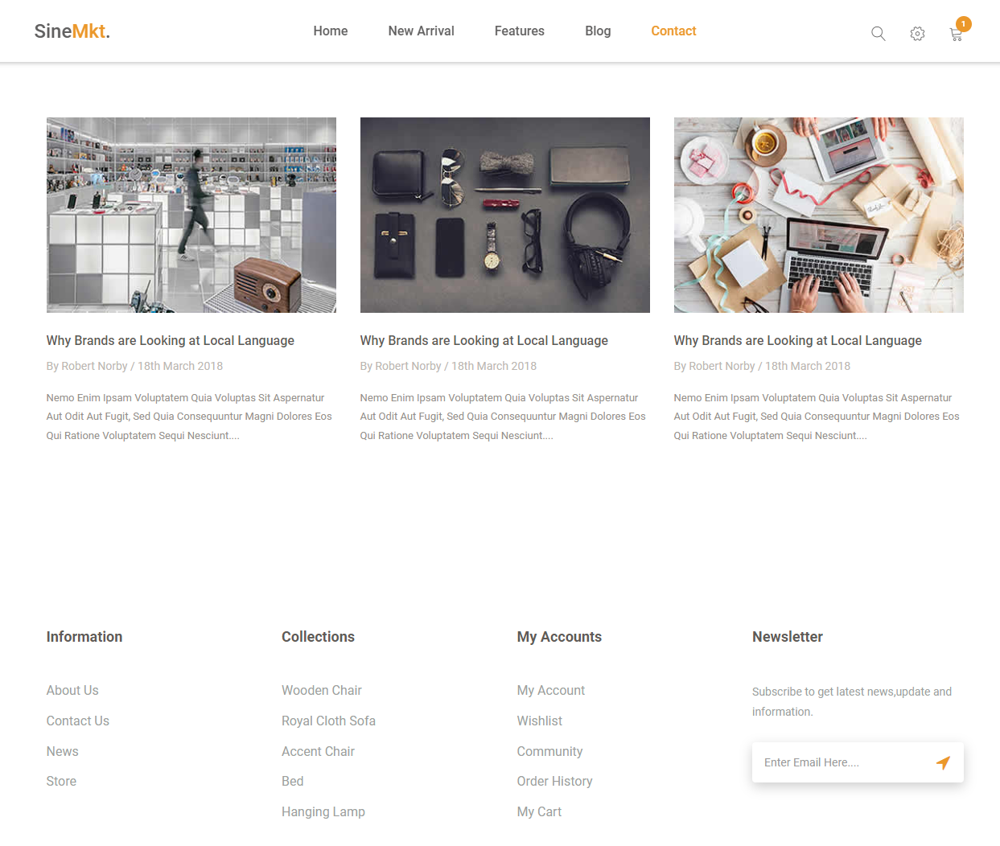 SineMkt.
Home
New Arrival
Features
Blog
Contact
1
Why Brands are Looking at Local Language
By Robert Norby / 18th March 2018
Nemo Enim Ipsam Voluptatem Quia Voluptas Sit Aspernatur
Aut Odit Aut Fugit, Sed Quia Consequuntur Magni Dolores Eos
Qui Ratione Voluptatem Sequi Nesciunt....
Why Brands are Looking at Local Language
By Robert Norby / 18th March 2018
Nemo Enim Ipsam Voluptatem Quia Voluptas Sit Aspernatur
Aut Odit Aut Fugit, Sed Quia Consequuntur Magni Dolores Eos
Qui Ratione Voluptatem Sequi Nesciunt....
Why Brands are Looking at Local Language
By Robert Norby / 18th March 2018
Nemo Enim Ipsam Voluptatem Quia Voluptas Sit Aspernatur
Aut Odit Aut Fugit, Sed Quia Consequuntur Magni Dolores Eos
Qui Ratione Voluptatem Sequi Nesciunt....
Information
About Us
Contact Us
News
Store
Collections
Wooden Chair
Royal Cloth Sofa
Accent Chair
Bed
Hanging Lamp
My Accounts
My Account
Wishlist
Community
Order History
My Cart
Newsletter
Subscribe to get latest news,update and
information.
Enter Email Here....